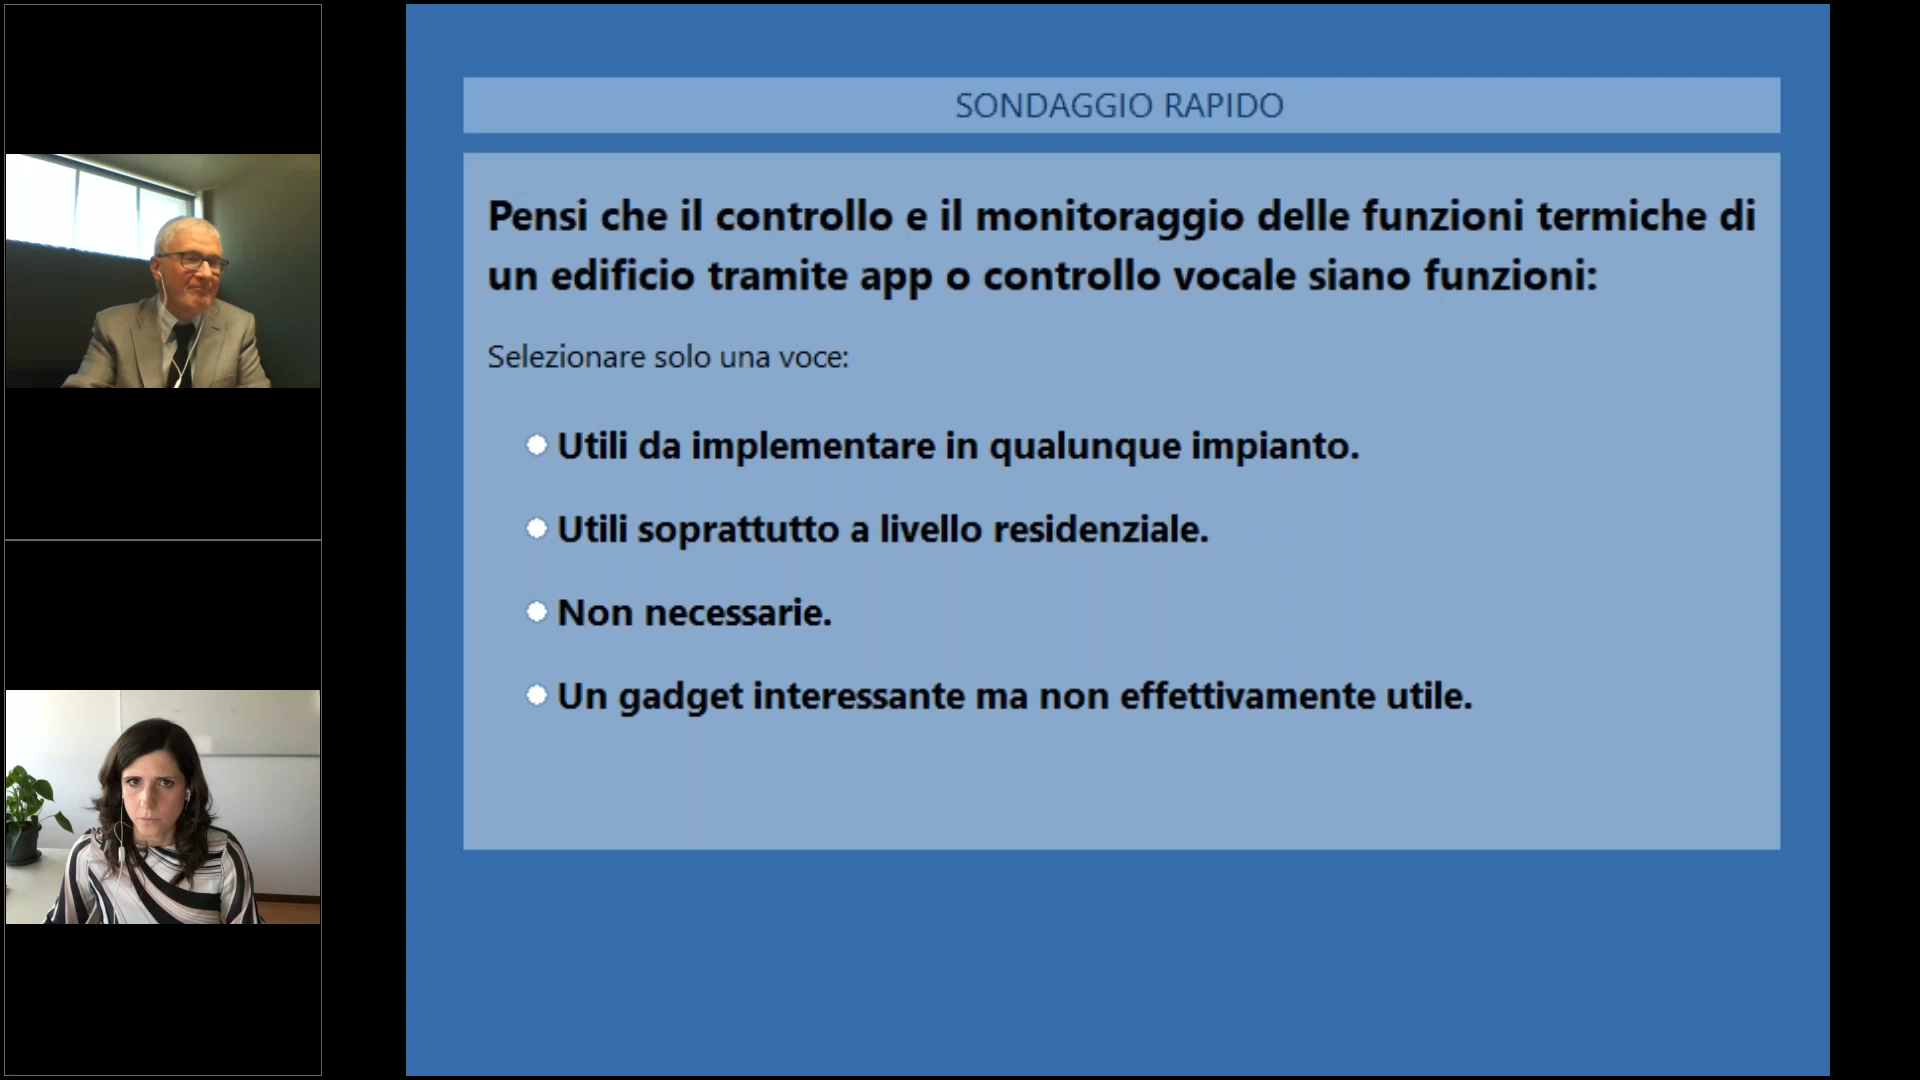 SONDAGGIO RAPIDO
Pensi che il controllo e il monitoraggio delle funzioni termiche di
un edificio tramite app o controllo vocale siano funzioni:
Selezionare solo una voce:
Utili da implementare in qualunque impianto.
Utili soprattutto a livello residenziale.
Non necessarie.
Un gadget interessante ma non effettivamente utile.